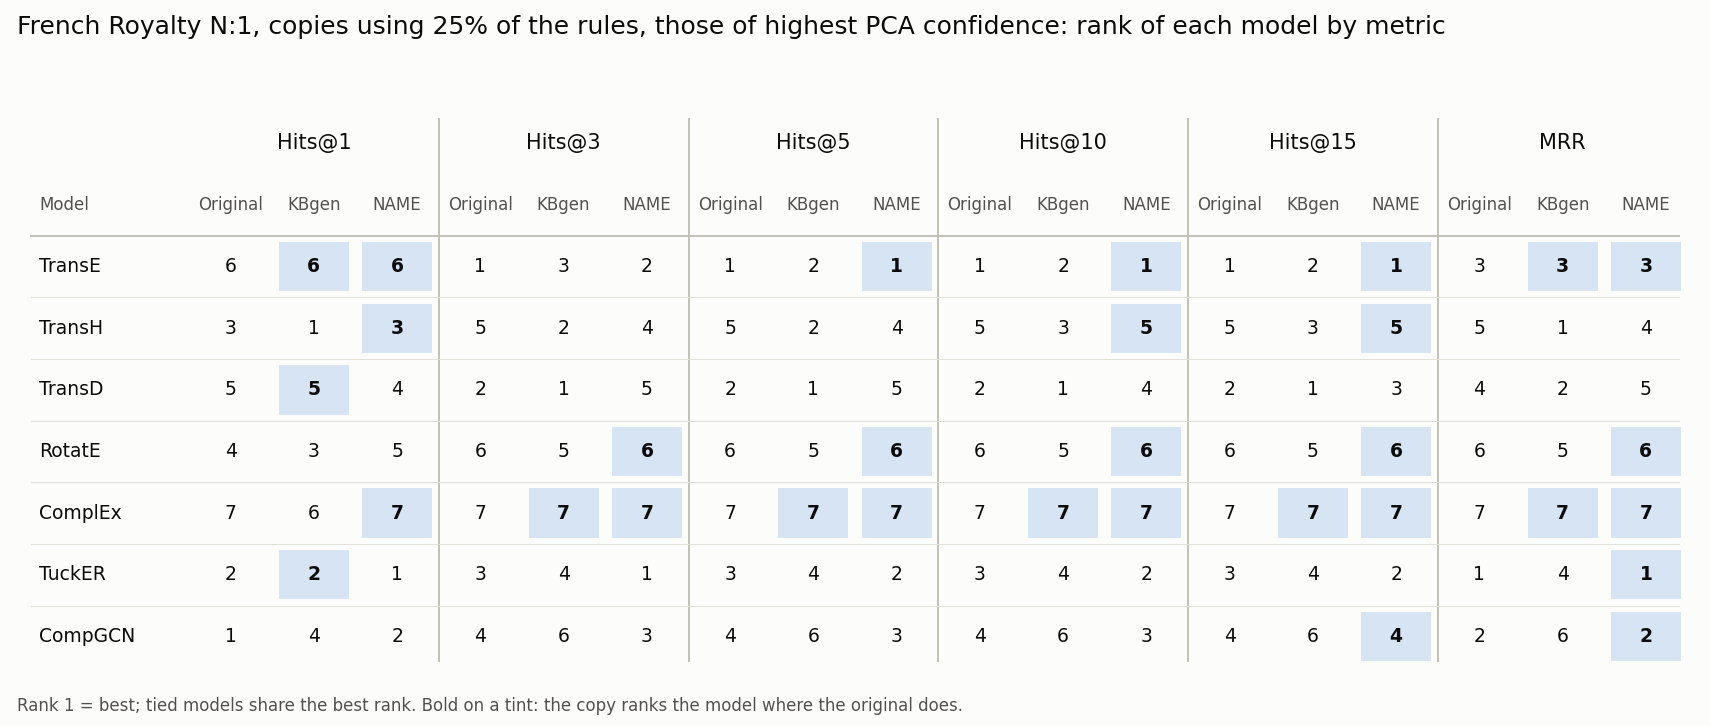 French Royalty N:1, copies using 25% of the rules, those of highest PCA confidence: rank of each model by metric
Hits@1 Hits@3 Hits@5 Hits@10 Hits@15 MRR
Model Original KBgen NAME Original KBgen NAME Original KBgen NAME Original KBgen NAME Original KBgen NAME Original KBgen NAME
TransE 6 6 6 1 3 2 1 2 1 1 2 1 1 2 1 3 3 3
TransH 3 1 3 5 2 4 5 2 4 5 3 5 5 3 5 5 1 4
TransD 5 5 4 2 1 5 2 1 5 2 1 4 2 1 3 4 2 5
RotatE 4 3 5 6 5 6 6 5 6 6 5 6 6 5 6 6 5 6
ComplEx 7 6 7 7 7 7 7 7 7 7 7 7 7 7 7 7 7 7
TuckER 2 2 1 3 4 1 3 4 2 3 4 2 3 4 2 1 4 1
CompGCN 1 4 2 4 6 3 4 6 3 4 6 3 4 6 4 2 6 2
Rank 1 = best; tied models share the best rank. Bold on a tint: the copy ranks the model where the original does.